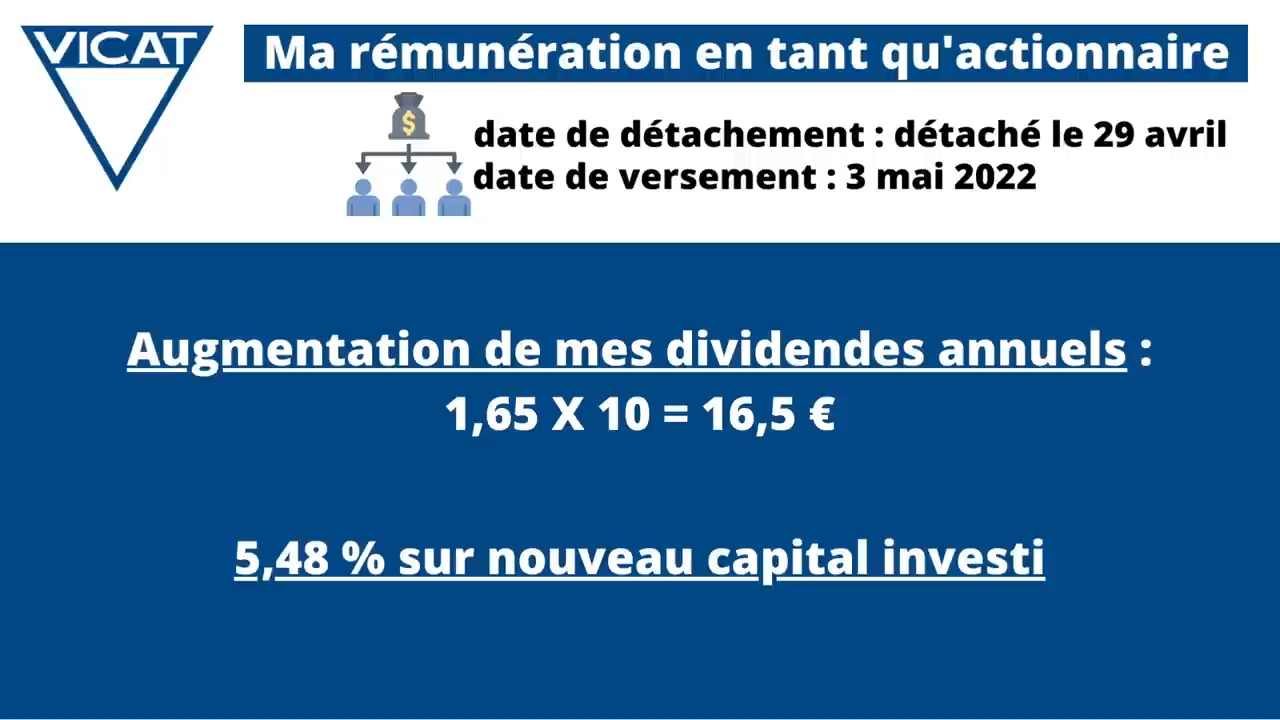 VICAT
Ma rémunération en tant qu'actionnaire
$
date de détachement : détaché le 29 avril
date de versement : 3 mai 2022
Augmentation de mes dividendes annuels :
1,65 X 10 = 16,5 €
5,48 % sur nouveau capital investi